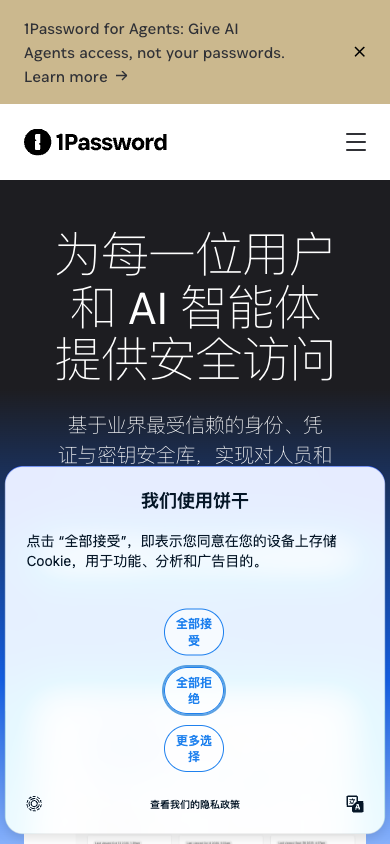 1Password for Agents: Give AI
Agents access, not your passwords.
Learn more →
1Password
为每一位用户
和 AI 智能体
提供安全访问
基于业界最受信赖的身份、凭
证与密钥安全库，实现对人员和
我们使用饼干
点击 “全部接受”，即表示您同意在您的设备上存储
Cookie，用于功能、分析和广告目的。
全部接
受
全部拒
绝
更多选
择
查看我们的隐私政策